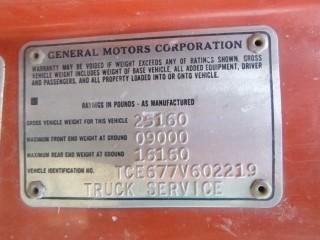 GENERAL MOTORS CORPORATION
WARRANTY MAY BE VOIDED IF WEIGHT EXCEEDS ANY OF RATINGS SHOWN, GROSS
VEHICLE WEIGHT INCLUDES WEIGHT OF BASE VEHICLE, ALL ADDED EQUIPMENT, DRIVER
AND PASSENGERS, AND ALL PROPERTY LOADED INTO OR ONTO VEHICLE.
RATINGS IN POUNDS - AS MANUFACTURED
GROSS VEHICLE WEIGHT FOR THIS VEHICLE 25160
MAXIMUM FRONT END WEIGHT AT GROUND 09000
MAXIMUM REAR END WEIGHT AT GROUND 16160
VEHICLE IDENTIFICATION NO. TCE677V602219
TRUCK SERVICE